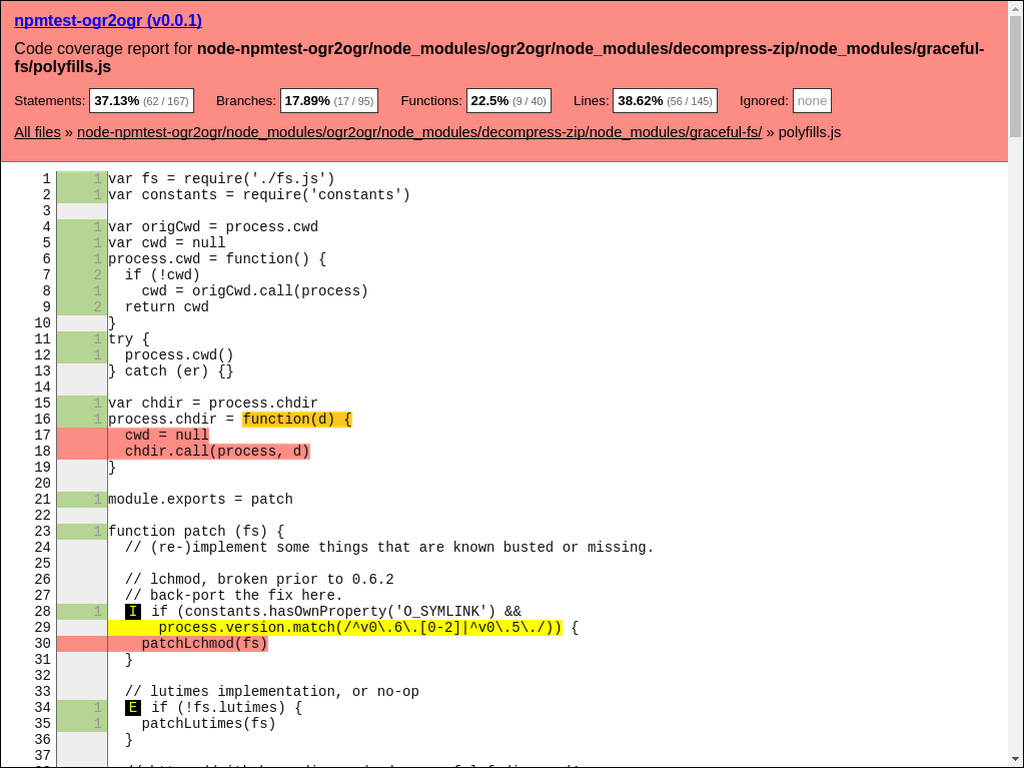 npmtest-ogr2ogr (v0.0.1)
Code coverage report for node-npmtest-ogr2ogr/node_modules/ogr2ogr/node_modules/decompress-zip/node_modules/graceful-
fs/polyfills.js
Statements: 37.13% (62 / 167) Branches: 17.89% (17 / 95) Functions: 22.5% (9 / 40) Lines: 38.62% (56 / 145) Ignored: none
All files » node-npmtest-ogr2ogr/node_modules/ogr2ogr/node_modules/decompress-zip/node_modules/graceful-fs/ » polyfills.js
1 1 var fs = require('./fs.js')
2 1 var constants = require('constants')
3
4 1 var origCwd = process.cwd
5 1 var cwd = null
6 1 process.cwd = function() {
7 2 if (!cwd)
8 1 cwd = origCwd.call(process)
9 2 return cwd
10 }
11 1 try {
12 1 process.cwd()
13 } catch (er) {}
14
15 1 var chdir = process.chdir
16 1 process.chdir = function(d) {
17 cwd = null
18 chdir.call(process, d)
19 }
20
21 1 module.exports = patch
22
23 1 function patch (fs) {
24 // (re-)implement some things that are known busted or missing.
25
26 // lchmod, broken prior to 0.6.2
27 // back-port the fix here.
28 1 I if (constants.hasOwnProperty('O_SYMLINK') &&
29 process.version.match(/^v0\.6\.[0-2]|^v0\.5\./)) {
30 patchLchmod(fs)
31 }
32
33 // lutimes implementation, or no-op
34 1 E if (!fs.lutimes) {
35 1 patchLutimes(fs)
36 }
37